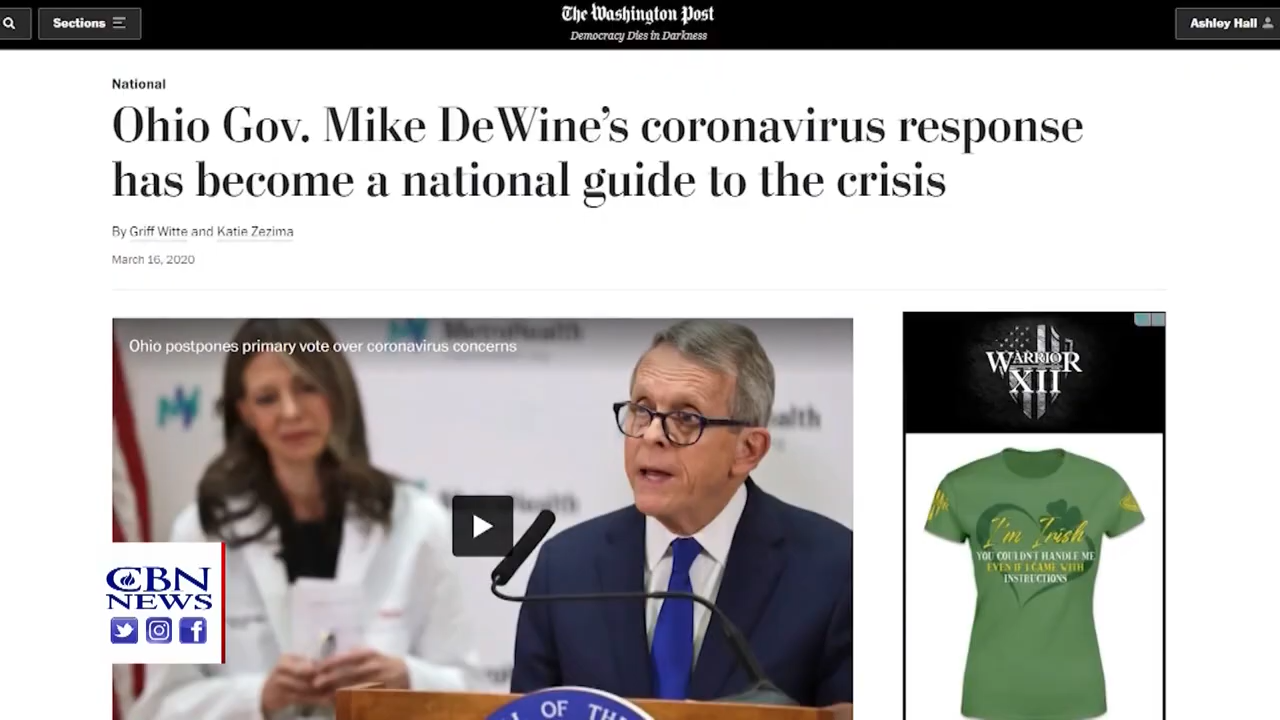 Sections
The Washington Post
Democracy Dies in Darkness
Ashley Hall
National
Ohio Gov. Mike DeWine's coronavirus response
has become a national guide to the crisis
By Griff Witte and Katie Zezima
March 16, 2020
Ohio postpones primary vote over coronavirus concerns
MetroHealth
WARRIOR
XII
I'm Irish
YOU COULDN'T HANDLE ME
EVEN IF I CAME WITH
INSTRUCTIONS
CBN
NEWS
OF THE